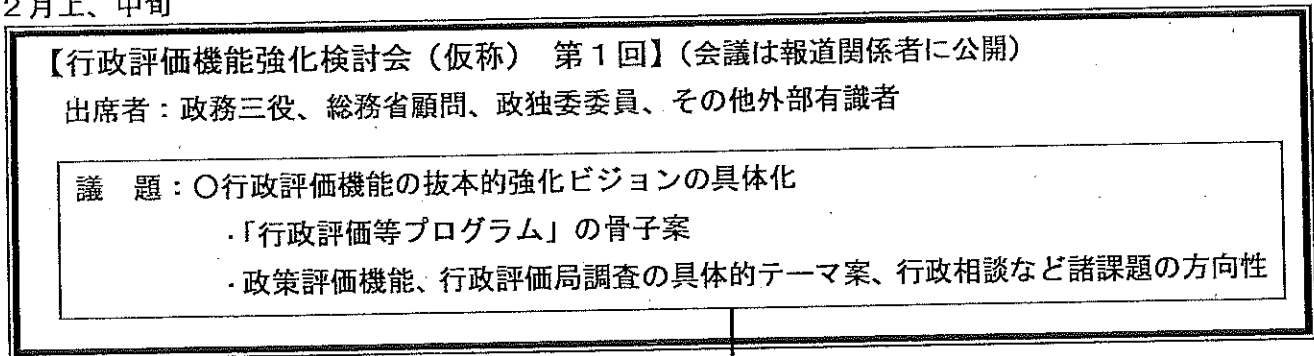 ２月上、中旬
【行政評価機能強化検討会（仮称）　第１回】（会議は報道関係者に公開）
出席者：政務三役、総務省顧問、政独委委員、その他外部有識者
議　題：〇行政評価機能の抜本的強化ビジョンの具体化
・「行政評価等プログラム」の骨子案
・政策評価機能、行政評価局調査の具体的テーマ案、行政相談など諸課題の方向性